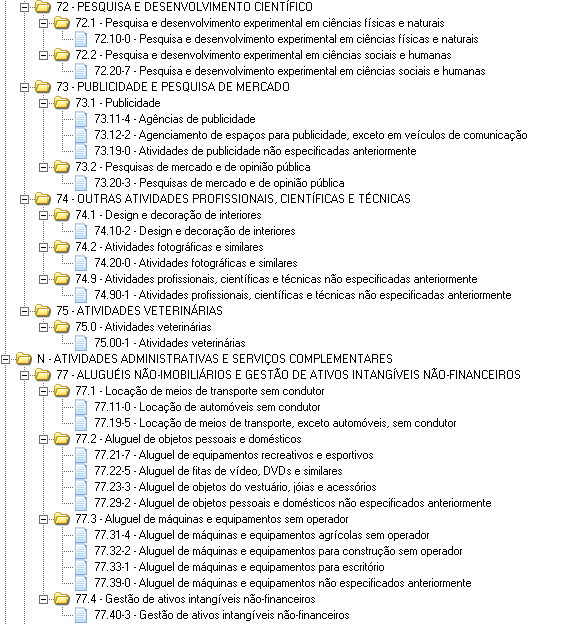 72 - PESQUISA E DESENVOLVIMENTO CIENTÍFICO
72.1 - Pesquisa e desenvolvimento experimental em ciências físicas e naturais
72.10-0 - Pesquisa e desenvolvimento experimental em ciências físicas e naturais
72.2 - Pesquisa e desenvolvimento experimental em ciências sociais e humanas
72.20-7 - Pesquisa e desenvolvimento experimental em ciências sociais e humanas
73 - PUBLICIDADE E PESQUISA DE MERCADO
73.1 - Publicidade
73.11-4 - Agências de publicidade
73.12-2 - Agenciamento de espaços para publicidade, exceto em veículos de comunicação
73.19-0 - Atividades de publicidade não especificadas anteriormente
73.2 - Pesquisas de mercado e de opinião pública
73.20-3 - Pesquisas de mercado e de opinião pública
74 - OUTRAS ATIVIDADES PROFISSIONAIS, CIENTÍFICAS E TÉCNICAS
74.1 - Design e decoração de interiores
74.10-2 - Design e decoração de interiores
74.2 - Atividades fotográficas e similares
74.20-0 - Atividades fotográficas e similares
74.9 - Atividades profissionais, científicas e técnicas não especificadas anteriormente
74.90-1 - Atividades profissionais, científicas e técnicas não especificadas anteriormente
75 - ATIVIDADES VETERINÁRIAS
75.0 - Atividades veterinárias
75.00-1 - Atividades veterinárias
N - ATIVIDADES ADMINISTRATIVAS E SERVIÇOS COMPLEMENTARES
77 - ALUGUÉIS NÃO-IMOBILIÁRIOS E GESTÃO DE ATIVOS INTANGÍVEIS NÃO-FINANCEIROS
77.1 - Locação de meios de transporte sem condutor
77.11-0 - Locação de automóveis sem condutor
77.19-5 - Locação de meios de transporte, exceto automóveis, sem condutor
77.2 - Aluguel de objetos pessoais e domésticos
77.21-7 - Aluguel de equipamentos recreativos e esportivos
77.22-5 - Aluguel de fitas de vídeo, DVDs e similares
77.23-3 - Aluguel de objetos do vestuário, jóias e acessórios
77.29-2 - Aluguel de objetos pessoais e domésticos não especificados anteriormente
77.3 - Aluguel de máquinas e equipamentos sem operador
77.31-4 - Aluguel de máquinas e equipamentos agrícolas sem operador
77.32-2 - Aluguel de máquinas e equipamentos para construção sem operador
77.33-1 - Aluguel de máquinas e equipamentos para escritório
77.39-0 - Aluguel de máquinas e equipamentos não especificados anteriormente
77.4 - Gestão de ativos intangíveis não-financeiros
77.40-3 - Gestão de ativos intangíveis não-financeiros